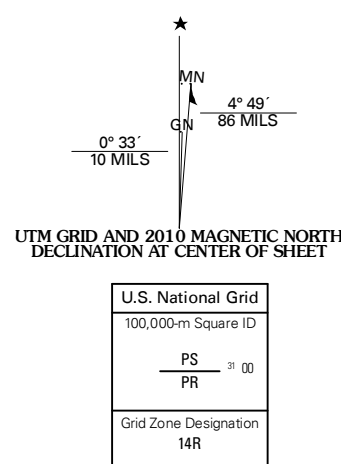 ★
MN
4° 49´
86 MILS
GN
0° 33´
10 MILS
UTM GRID AND 2010 MAGNETIC NORTH
DECLINATION AT CENTER OF SHEET
U.S. National Grid
100,000-m Square ID
PS
31 00
PR
Grid Zone Designation
14R